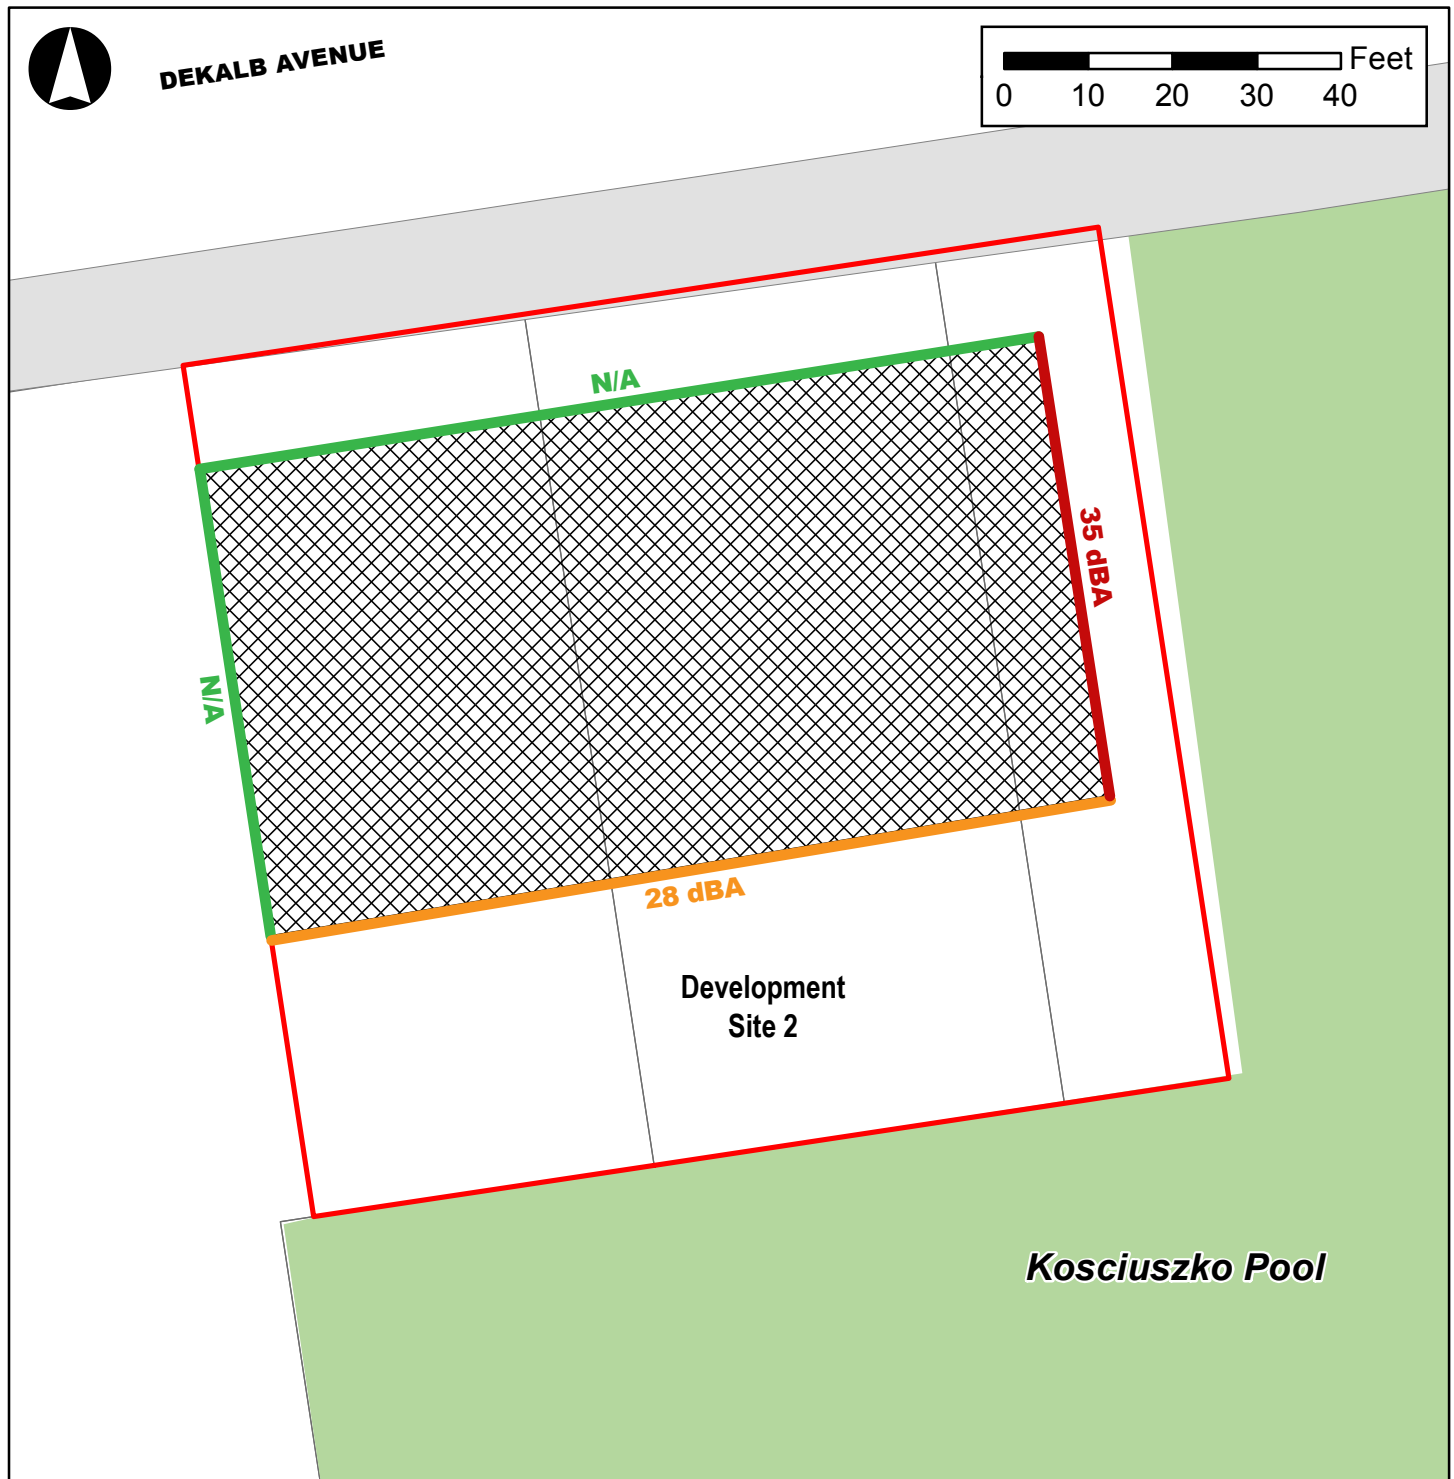 DEKALB AVENUE
Feet
0 10 20 30 40
N/A
35 dBA
N/A
28 dBA
Development
Site 2
Kosciuszko Pool